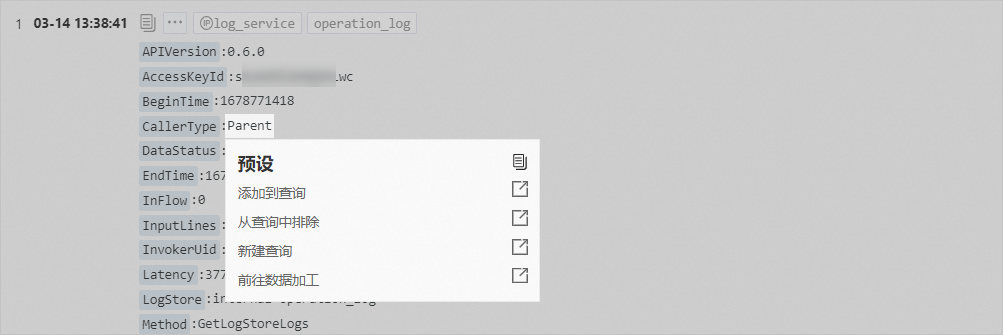 1 03-14 13:38:41 log_service operation_log
APIVersion:0.6.0
AccessKeyId:s wc
BeginTime:1678771418
CallerType:Parent
DataStatus:
预设
EndTime:167
添加到查询
InFlow:0
InputLines:
从查询中排除
InvokerUid:
新建查询
Latency:377
前往数据加工
LogStore:
Method:GetLogStoreLogs